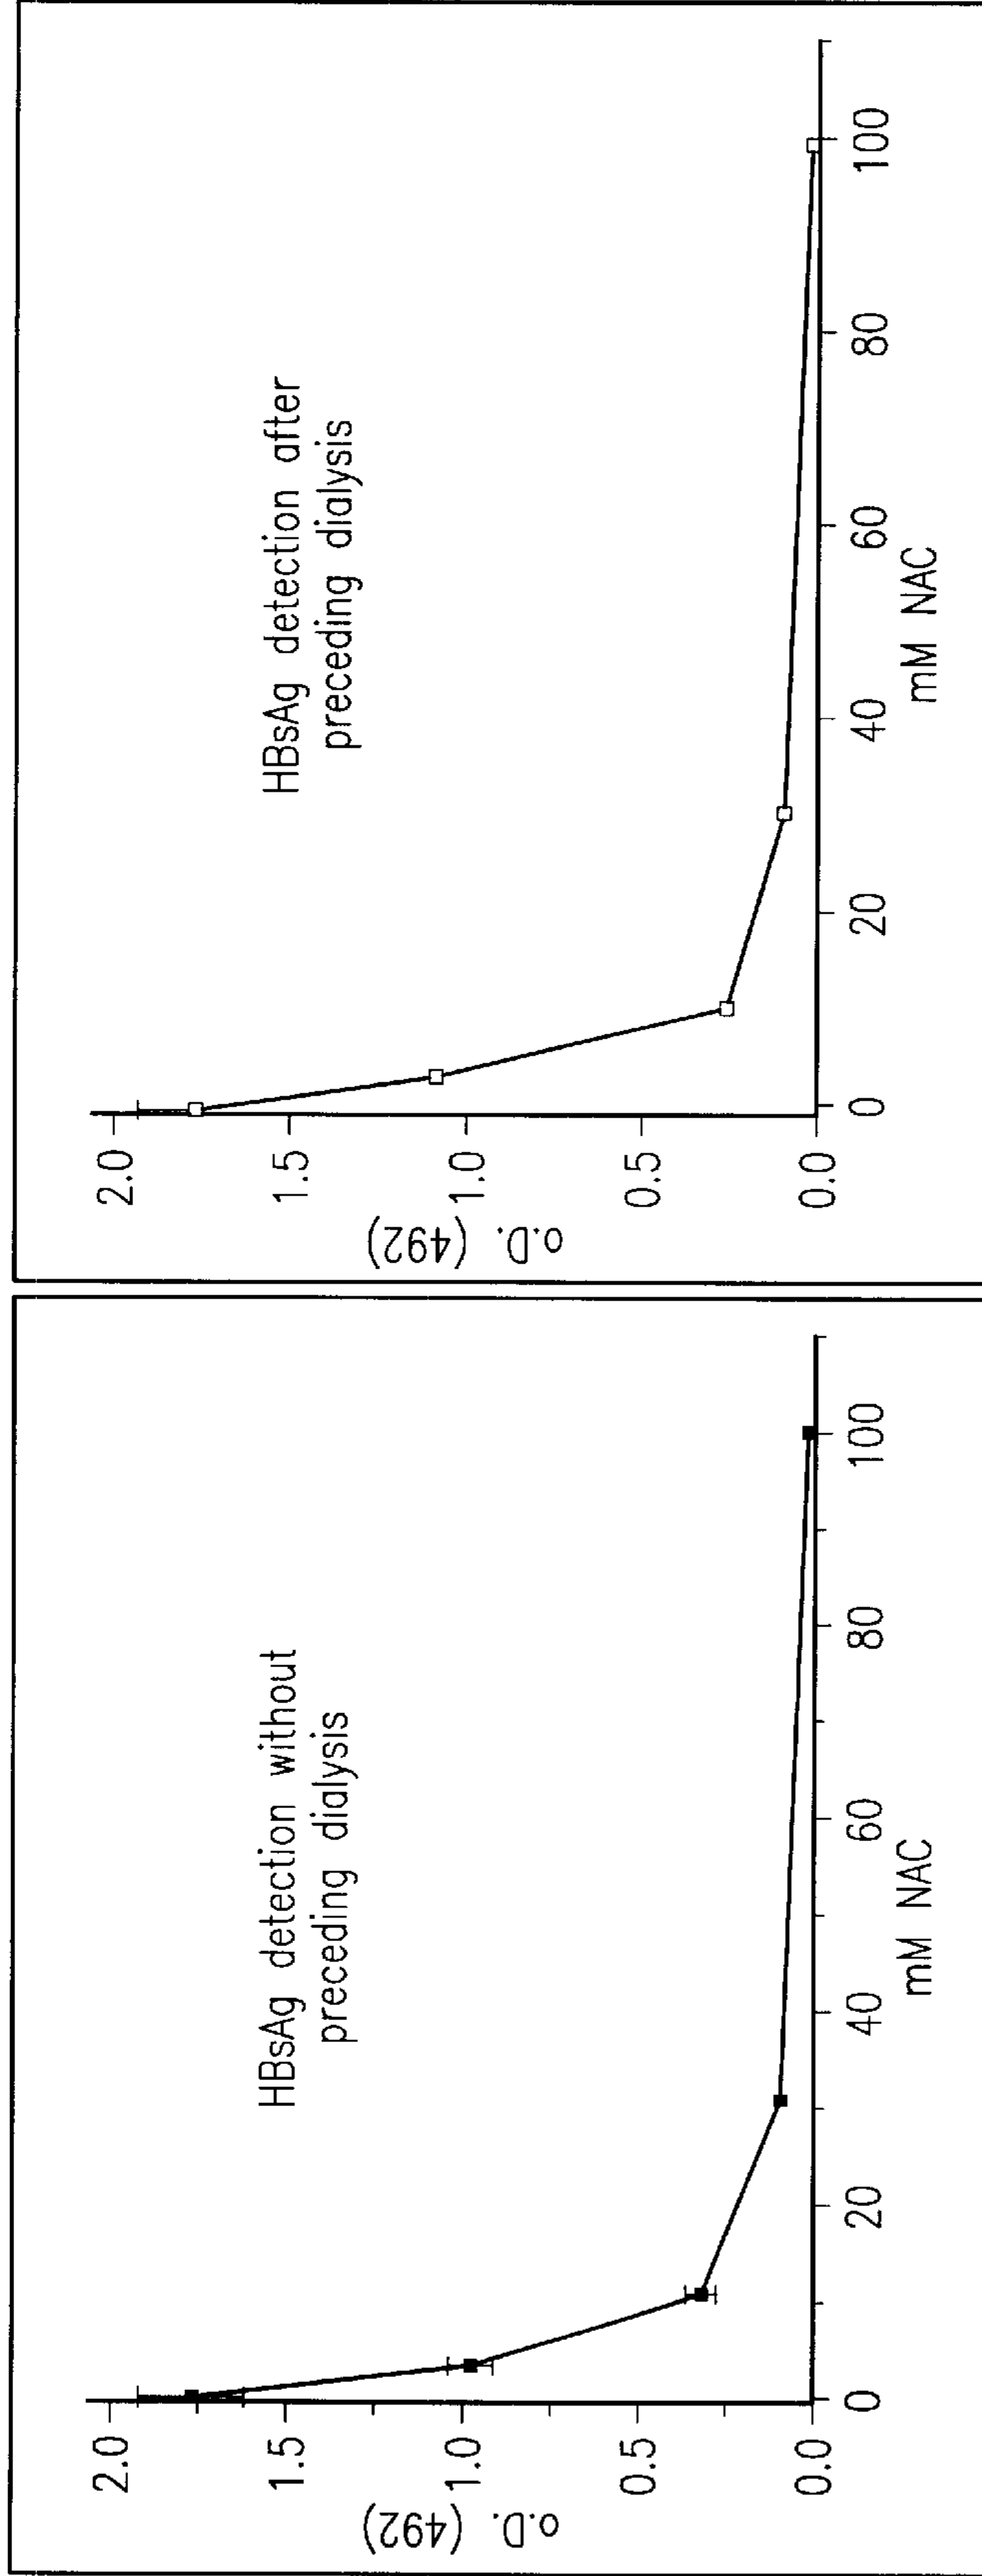 HBsAg detection without
preceding dialysis
o.D. (492)
2.0
1.5
1.0
0.5
0.0
0 20 40 60 80 100
mM NAC
HBsAg detection after
preceding dialysis
o.D. (492)
2.0
1.5
1.0
0.5
0.0
0 20 40 60 80 100
mM NAC